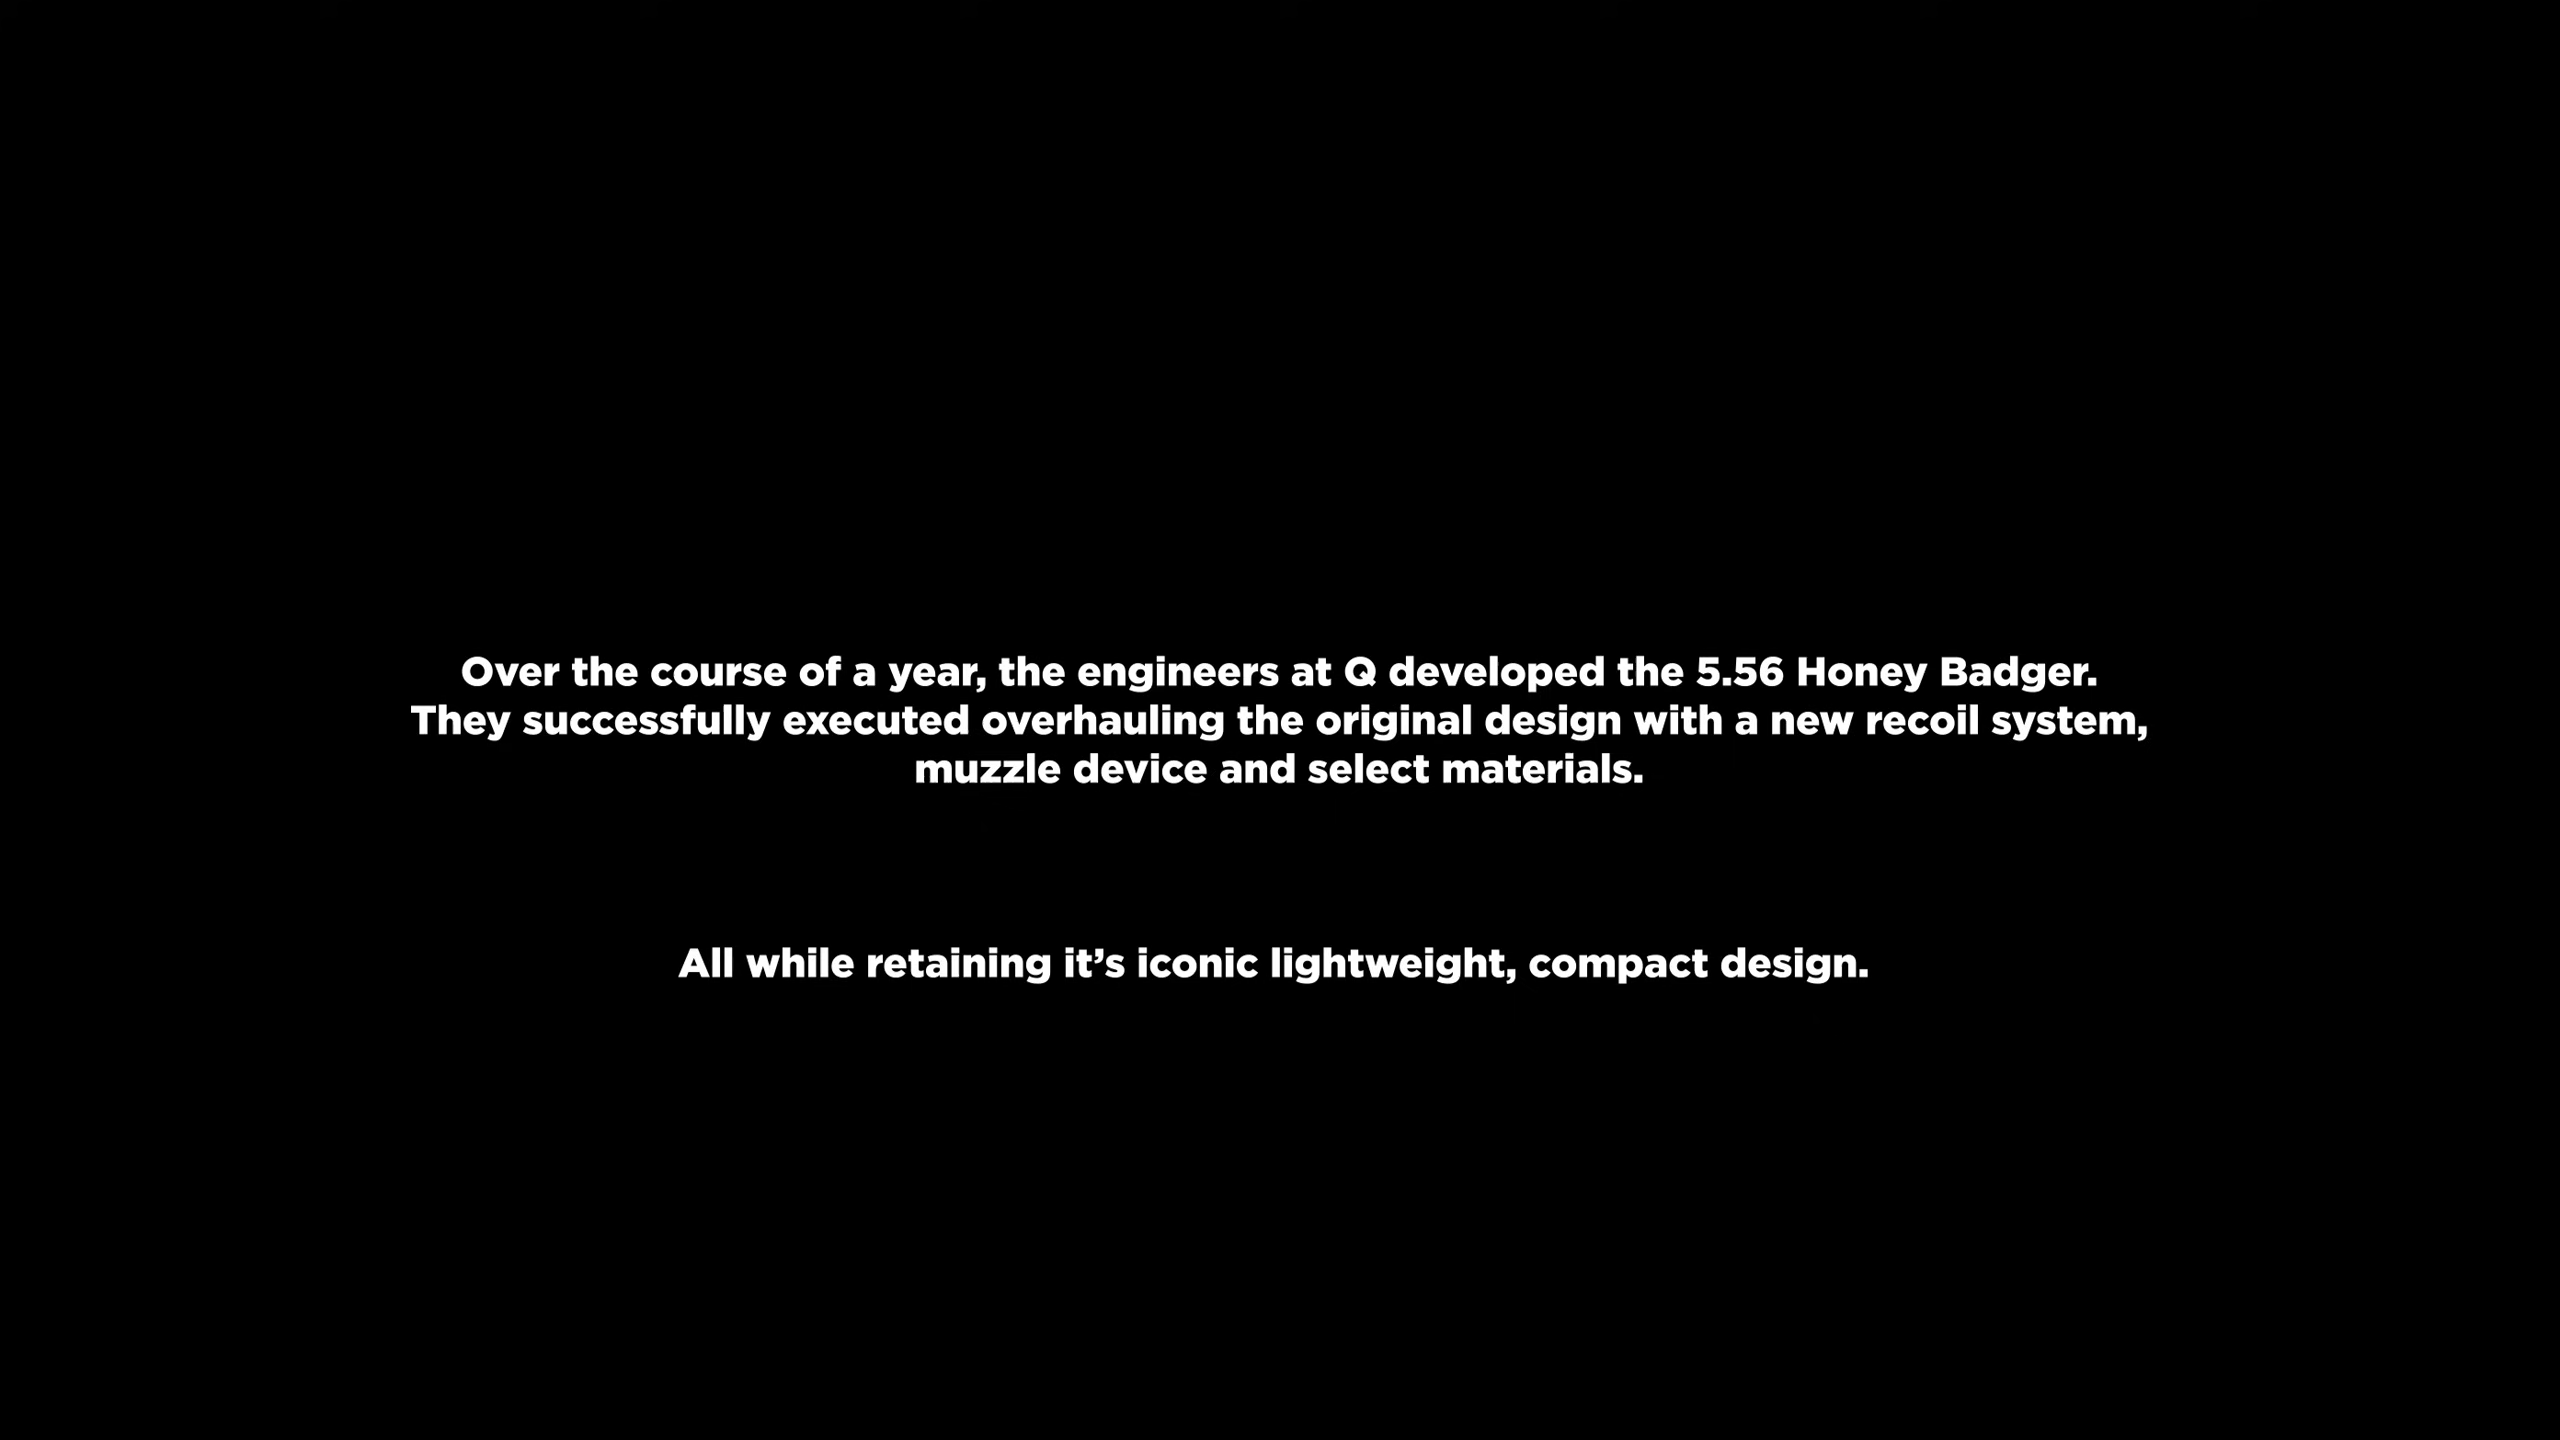 Over the course of a year, the engineers at Q developed the 5.56 Honey Badger.
They successfully executed overhauling the original design with a new recoil system,
muzzle device and select materials.
All while retaining it’s iconic lightweight, compact design.